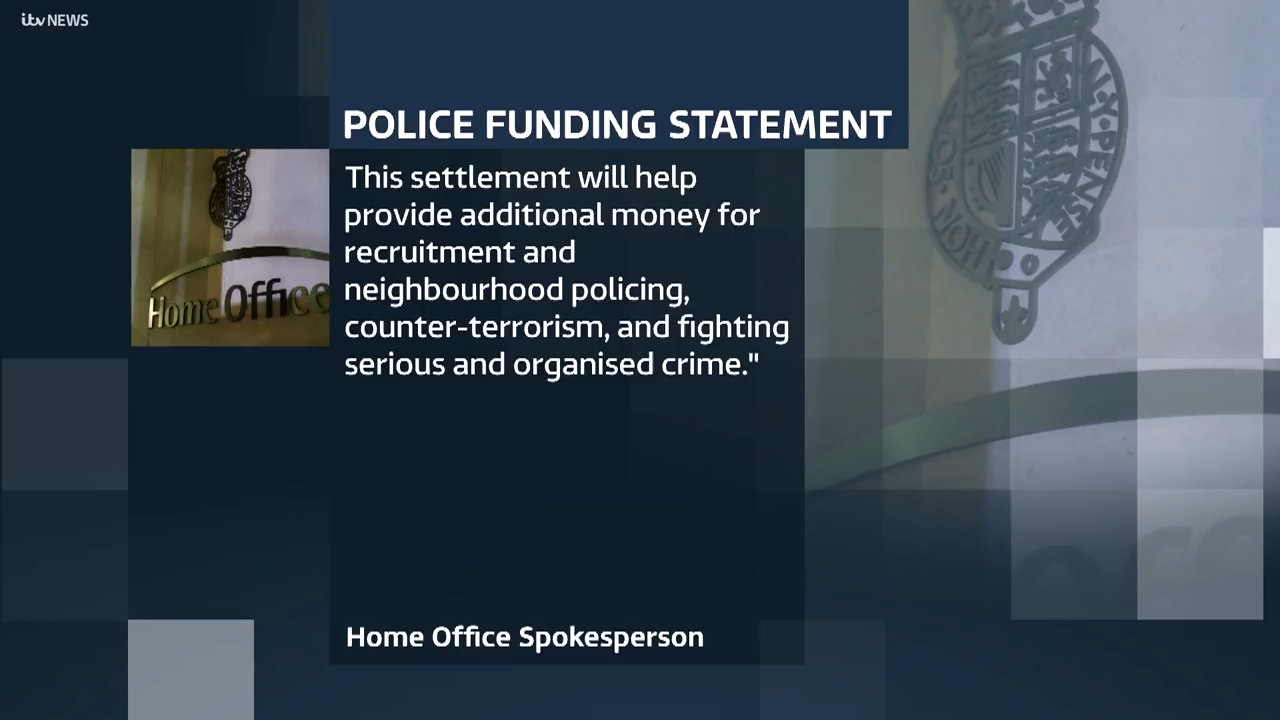 itv NEWS
POLICE FUNDING STATEMENT
This settlement will help
provide additional money for
recruitment and
neighbourhood policing,
counter-terrorism, and fighting
serious and organised crime."
Home Office
Home Office Spokesperson